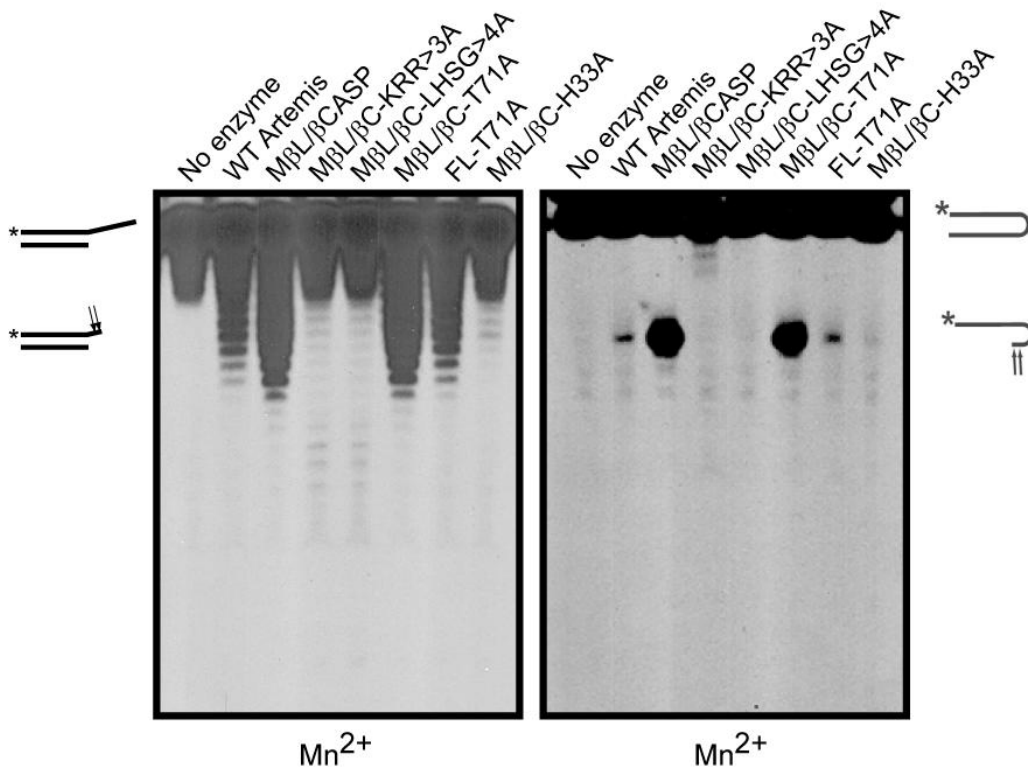 No enzyme
WT Artemis
MβL/βCASP
MβL/βC-KRR>3A
MβL/βC-LHSG>4A
MβL/βC-T71A
FL-T71A
MβL/βC-H33A
No enzyme
WT Artemis
MβL/βCASP
MβL/βC-KRR>3A
MβL/βC-LHSG>4A
MβL/βC-T71A
FL-T71A
MβL/βC-H33A
*
*
*
*
Mn2+
Mn2+